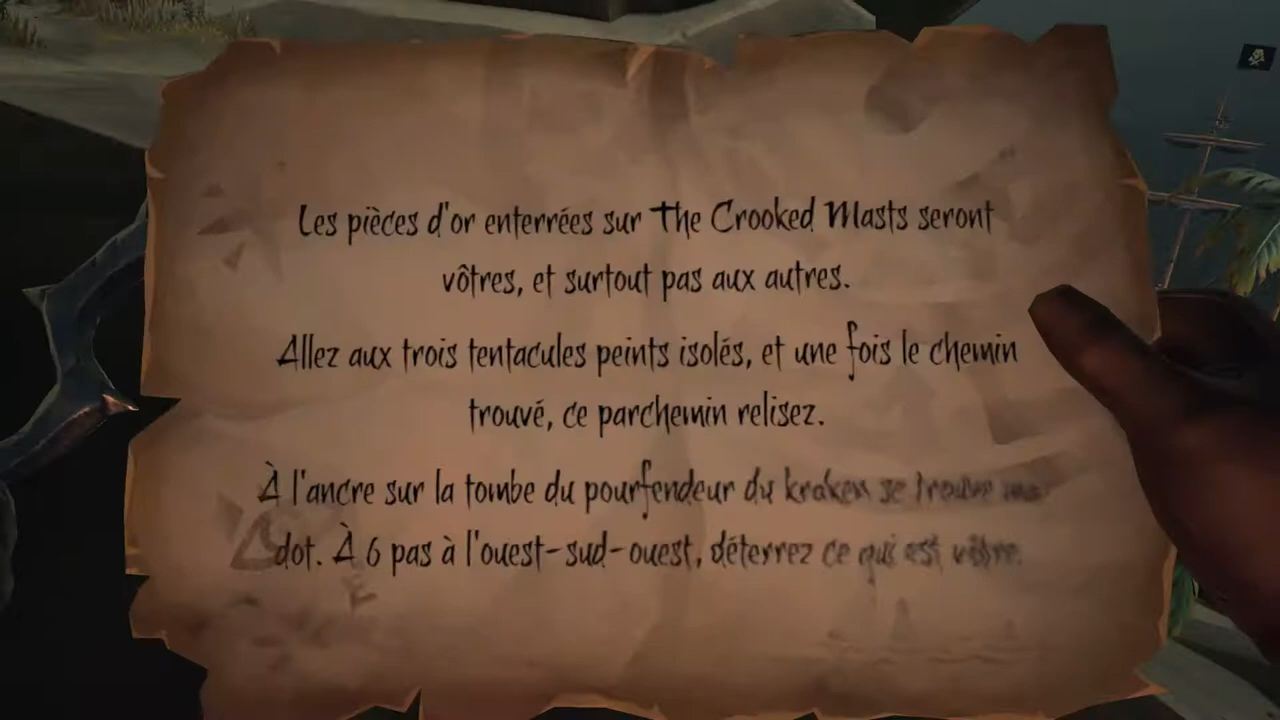 Les pièces d'or enterrées sur The Crooked Masts seront
vôtres, et surtout pas aux autres.
Allez aux trois tentacules peints isolés, et une fois le chemin
trouvé, ce parchemin relisez.
À l'ancre sur la tombe du pourfendeur du kraken se trouve ma
dot. À 6 pas à l'ouest-sud-ouest, déterrez ce qui est vôtre.